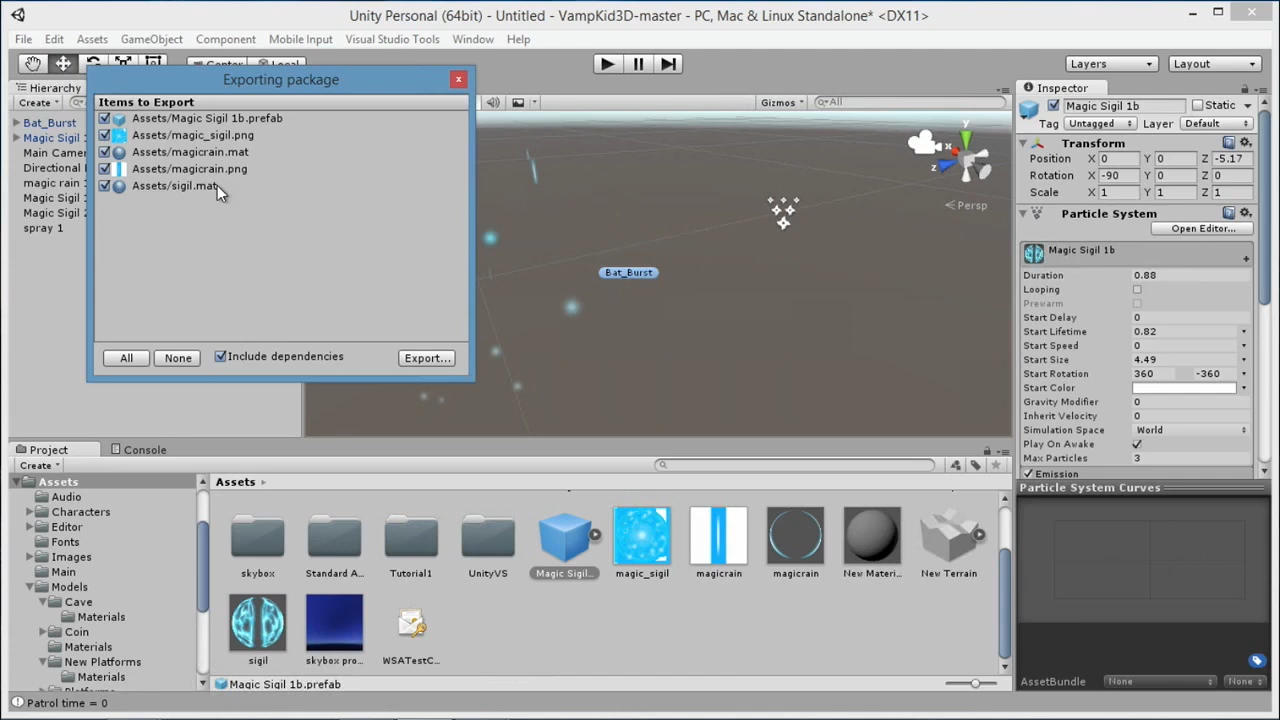 Unity Personal (64bit) - Untitled - VampKid3D-master - PC, Mac & Linux Standalone* <DX11>
File Edit Assets GameObject Component Mobile Input Visual Studio Tools Window Help
Layers Layout
Exporting package
Items to Export
Assets/Magic Sigil 1b.prefab
Assets/magic_sigil.png
Assets/magicrain.mat
Assets/magicrain.png
Assets/sigil.mat
All None Include dependencies Export...
Hierarchy
Create
Bat_Burst
Magic Sigil
Main Camer
Directional
magic rain
Magic Sigil
Magic Sigil
spray 1
Gizmos All
Persp
Bat_Burst
Inspector
Magic Sigil 1b Static
Tag Untagged Layer Default
Transform
Position X 0 Y 0 Z -5.17
Rotation X -90 Y 0 Z 0
Scale X 1 Y 1 Z 1
Particle System
Open Editor...
Magic Sigil 1b
Duration 0.88
Looping
Prewarm
Start Delay 0
Start Lifetime 0.82
Start Speed 0
Start Size 4.49
Start Rotation 360 -360
Start Color
Gravity Modifier 0
Inherit Velocity 0
Simulation Space World
Play On Awake
Max Particles 3
Emission
Particle System Curves
AssetBundle None None
Project Console
Create
Assets
Audio
Characters
Editor
Fonts
Images
Main
Models
Cave
Materials
Coin
Materials
New Platforms
Materials
Assets
skybox Standard A... Tutorial1 UnityVS Magic Sigil... magic_sigil magicrain magicrain New Materi... New Terrain
sigil skybox pro... WSATestC...
Magic Sigil 1b.prefab
Patrol time = 0